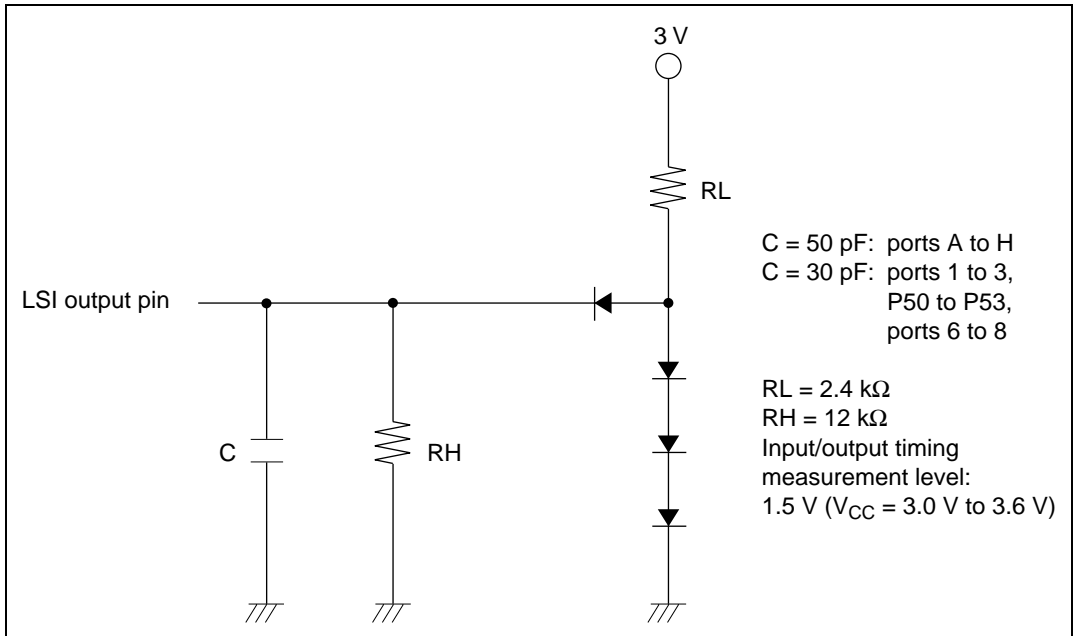 3 V
RL
C = 50 pF: ports A to H
C = 30 pF: ports 1 to 3,
P50 to P53,
ports 6 to 8
LSI output pin
RL = 2.4 kΩ
RH = 12 kΩ
Input/output timing
measurement level:
1.5 V (VCC = 3.0 V to 3.6 V)
C
RH